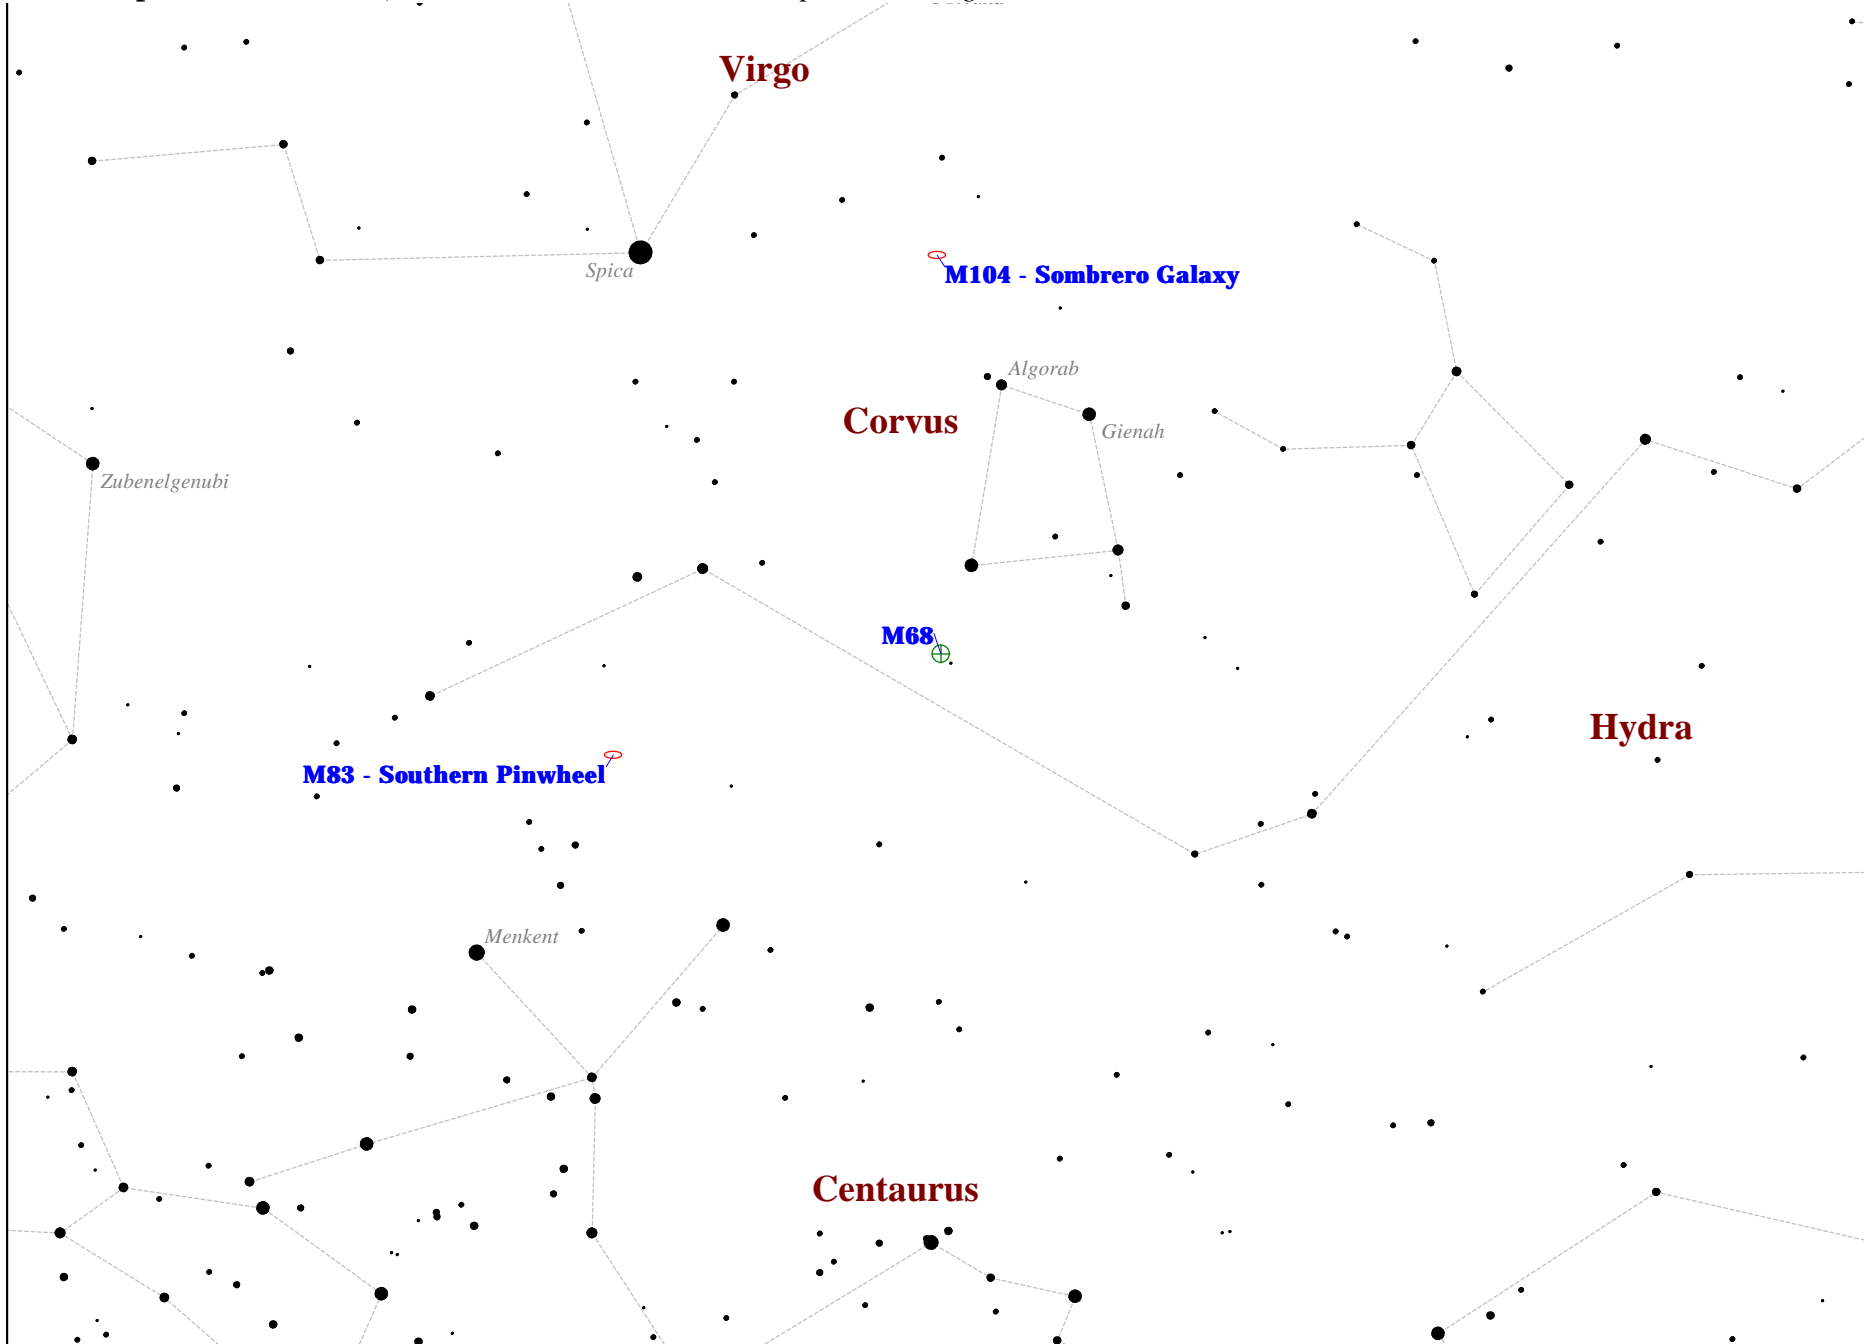 Virgo
Spica
M104 - Sombrero Galaxy
Algorab
Corvus
Gienah
Zubenelgenubi
M68
Hydra
M83 - Southern Pinwheel
Menkent
Centaurus